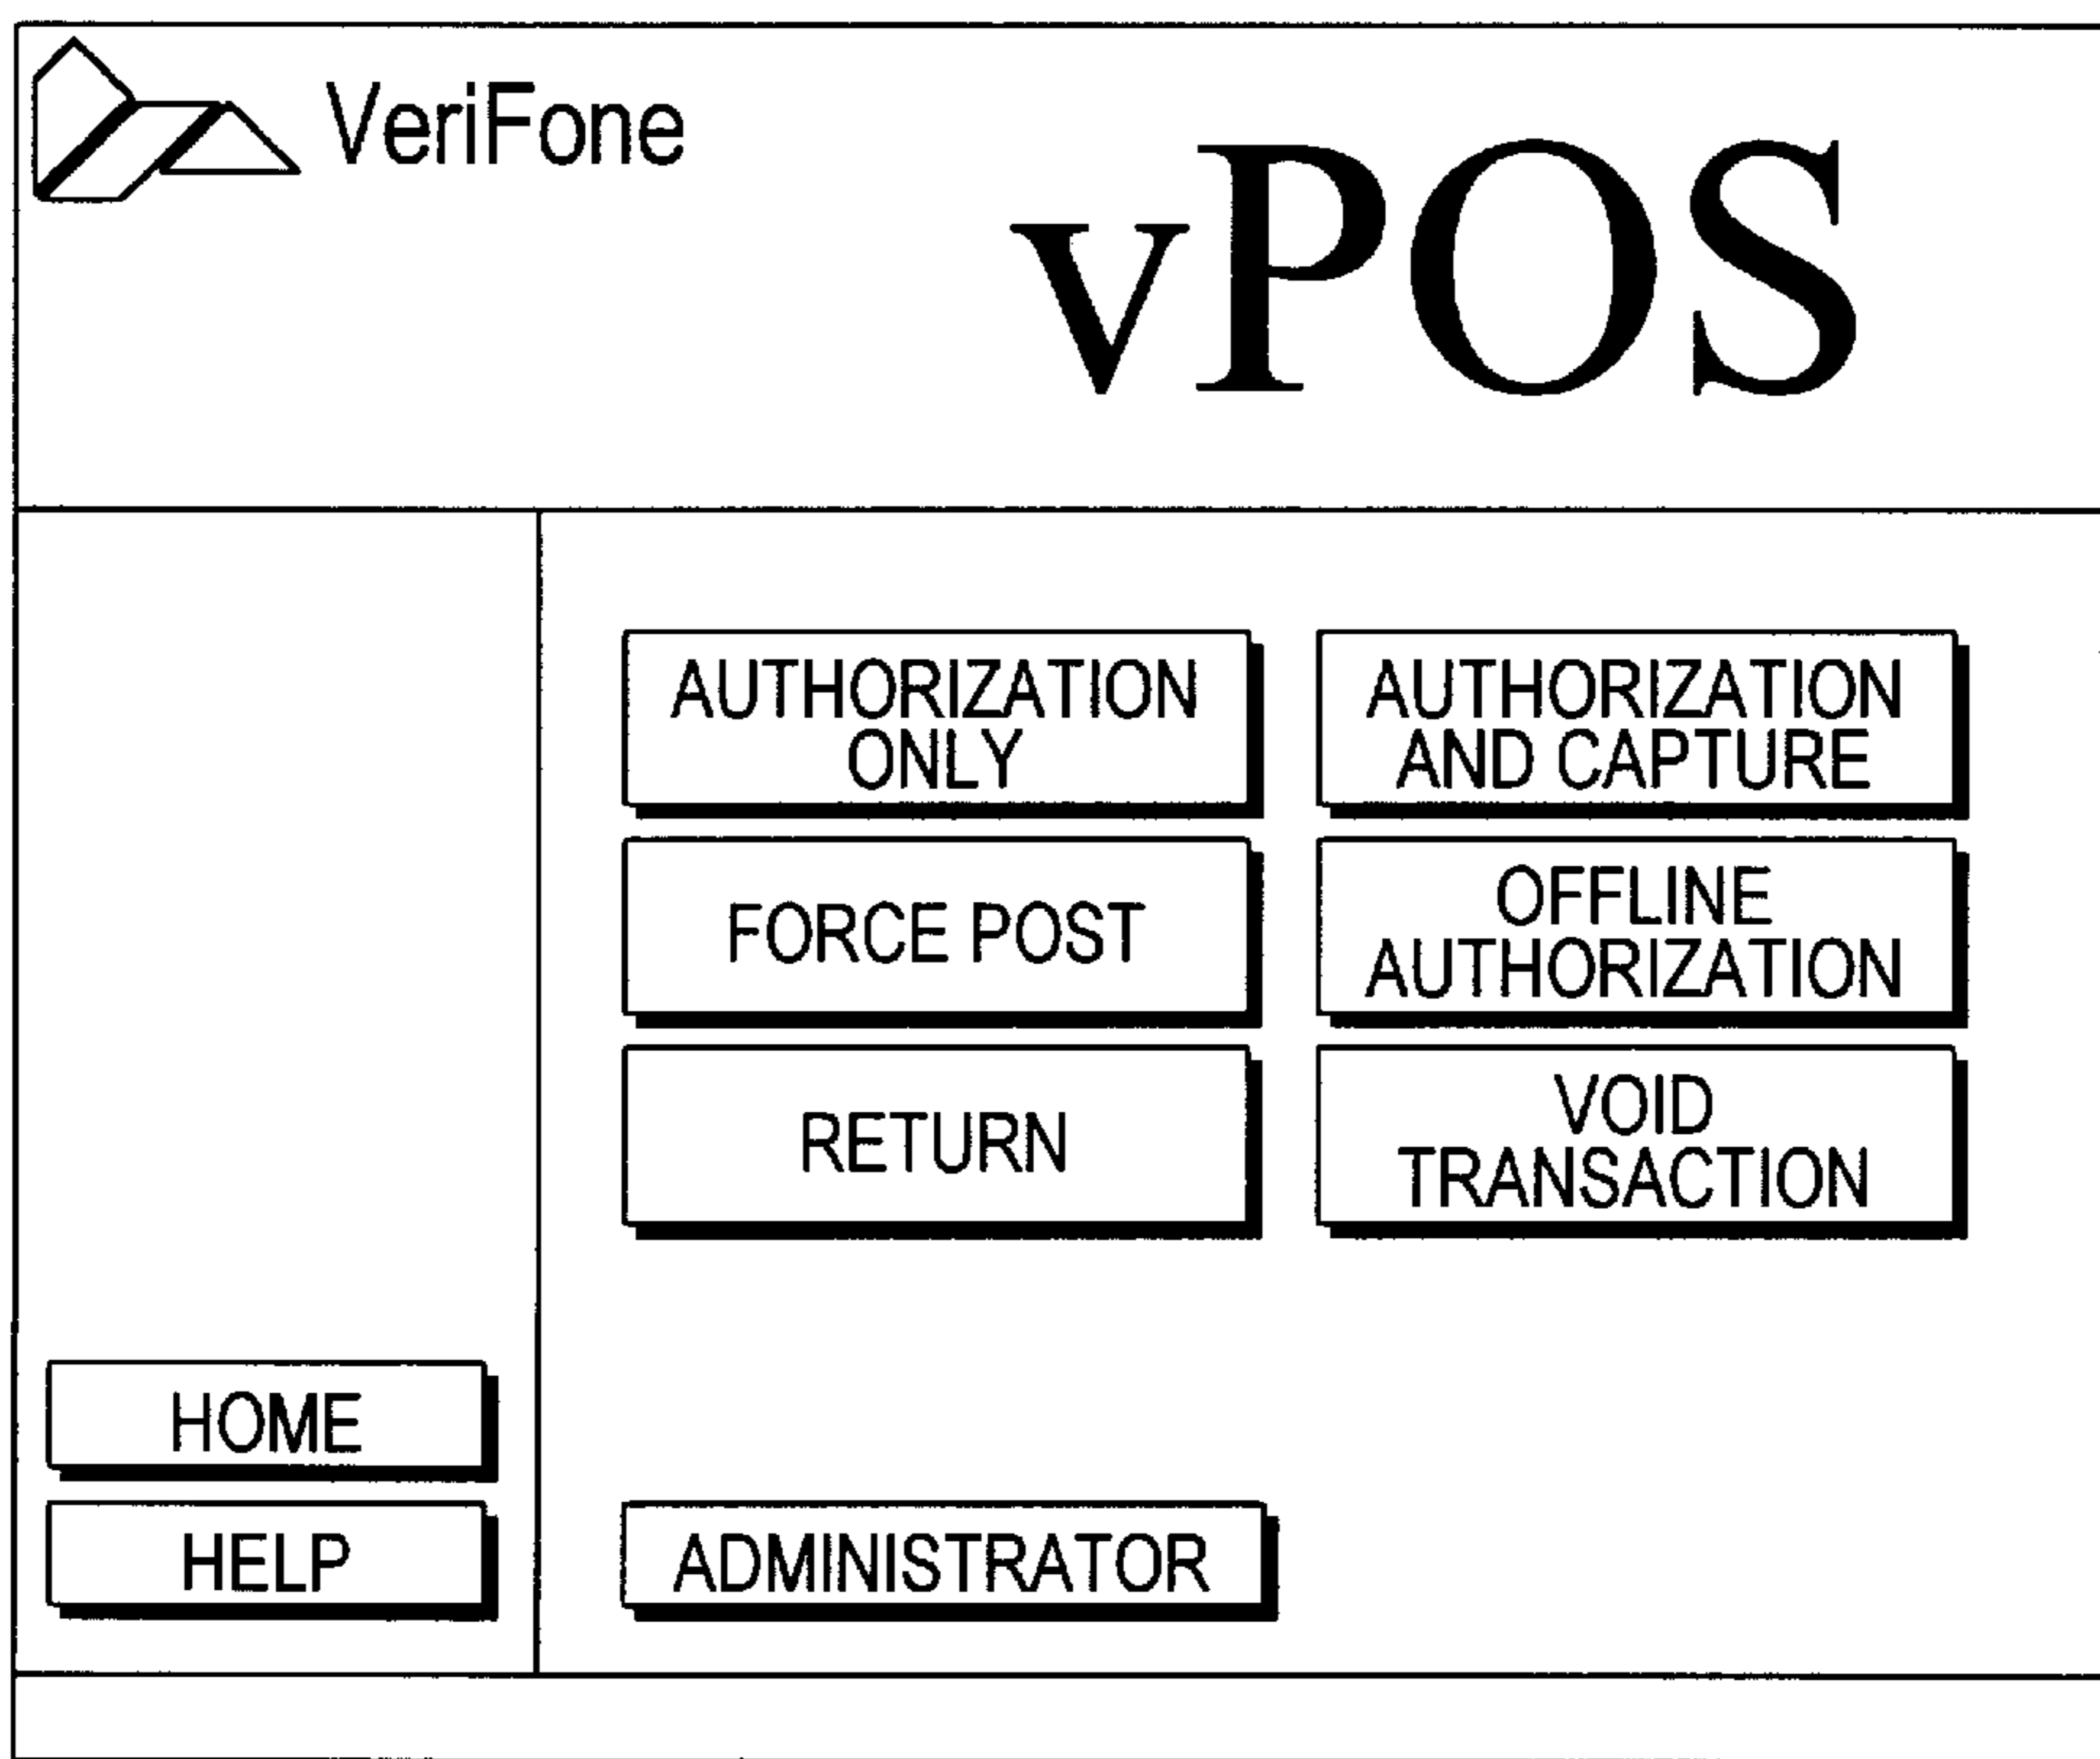 VeriFone
vPOS
AUTHORIZATION
ONLY
AUTHORIZATION
AND CAPTURE
FORCE POST
OFFLINE
AUTHORIZATION
RETURN
VOID
TRANSACTION
HOME
HELP
ADMINISTRATOR